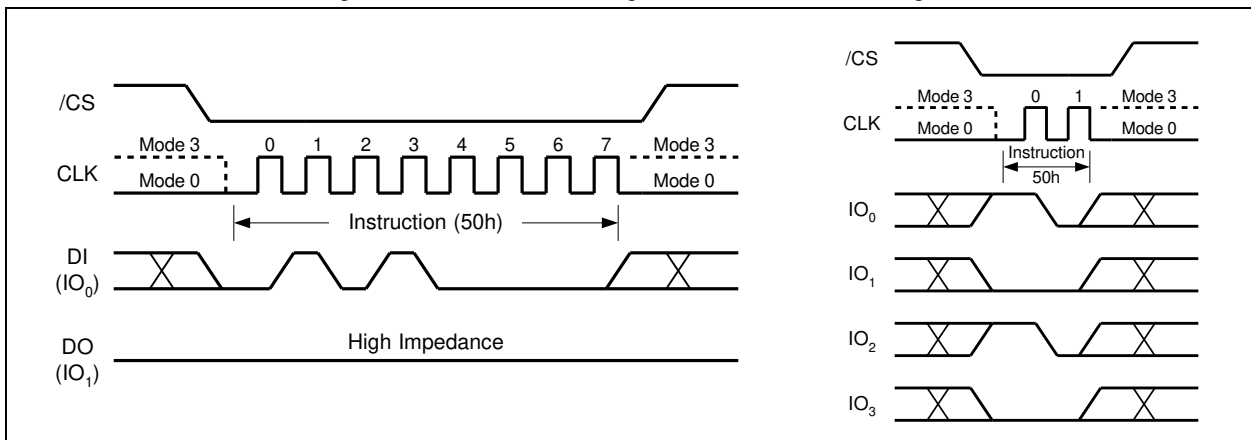 /CS
Mode 3 0 1 2 3 4 5 6 7 Mode 3
CLK Mode 0 Mode 0
Instruction (50h)
DI
(IO0)
DO High Impedance
(IO1)
/CS
Mode 3 0 1 Mode 3
CLK Mode 0 Mode 0
Instruction
50h
IO0
IO1
IO2
IO3